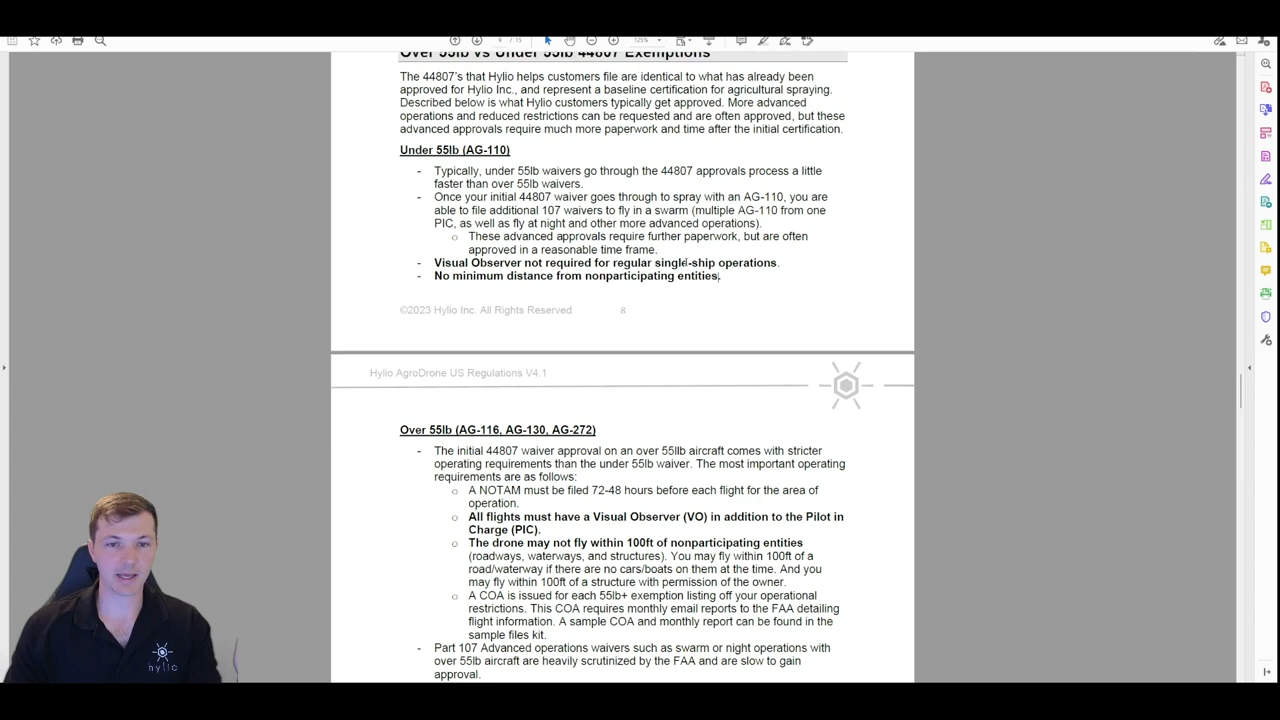 9 / 15
125%
Over 55lb vs Under 55lb 44807 Exemptions
The 44807's that Hylio helps customers file are identical to what has already been
approved for Hylio Inc., and represent a baseline certification for agricultural spraying.
Described below is what Hylio customers typically get approved. More advanced
operations and reduced restrictions can be requested and are often approved, but these
advanced approvals require much more paperwork and time after the initial certification.
Under 55lb (AG-110)
- Typically, under 55lb waivers go through the 44807 approvals process a little
faster than over 55lb waivers.
- Once your initial 44807 waiver goes through to spray with an AG-110, you are
able to file additional 107 waivers to fly in a swarm (multiple AG-110 from one
PIC, as well as fly at night and other more advanced operations).
o These advanced approvals require further paperwork, but are often
approved in a reasonable time frame.
- Visual Observer not required for regular single-ship operations.
- No minimum distance from nonparticipating entities.
©2023 Hylio Inc. All Rights Reserved 8
Hylio AgroDrone US Regulations V4.1
Over 55lb (AG-116, AG-130, AG-272)
- The initial 44807 waiver approval on an over 55llb aircraft comes with stricter
operating requirements than the under 55lb waiver. The most important operating
requirements are as follows:
o A NOTAM must be filed 72-48 hours before each flight for the area of
operation.
o All flights must have a Visual Observer (VO) in addition to the Pilot in
Charge (PIC).
o The drone may not fly within 100ft of nonparticipating entities
(roadways, waterways, and structures). You may fly within 100ft of a
road/waterway if there are no cars/boats on them at the time. And you
may fly within 100ft of a structure with permission of the owner.
o A COA is issued for each 55lb+ exemption listing off your operational
restrictions. This COA requires monthly email reports to the FAA detailing
flight information. A sample COA and monthly report can be found in the
sample files kit.
- Part 107 Advanced operations waivers such as swarm or night operations with
over 55lb aircraft are heavily scrutinized by the FAA and are slow to gain
approval.
hylio